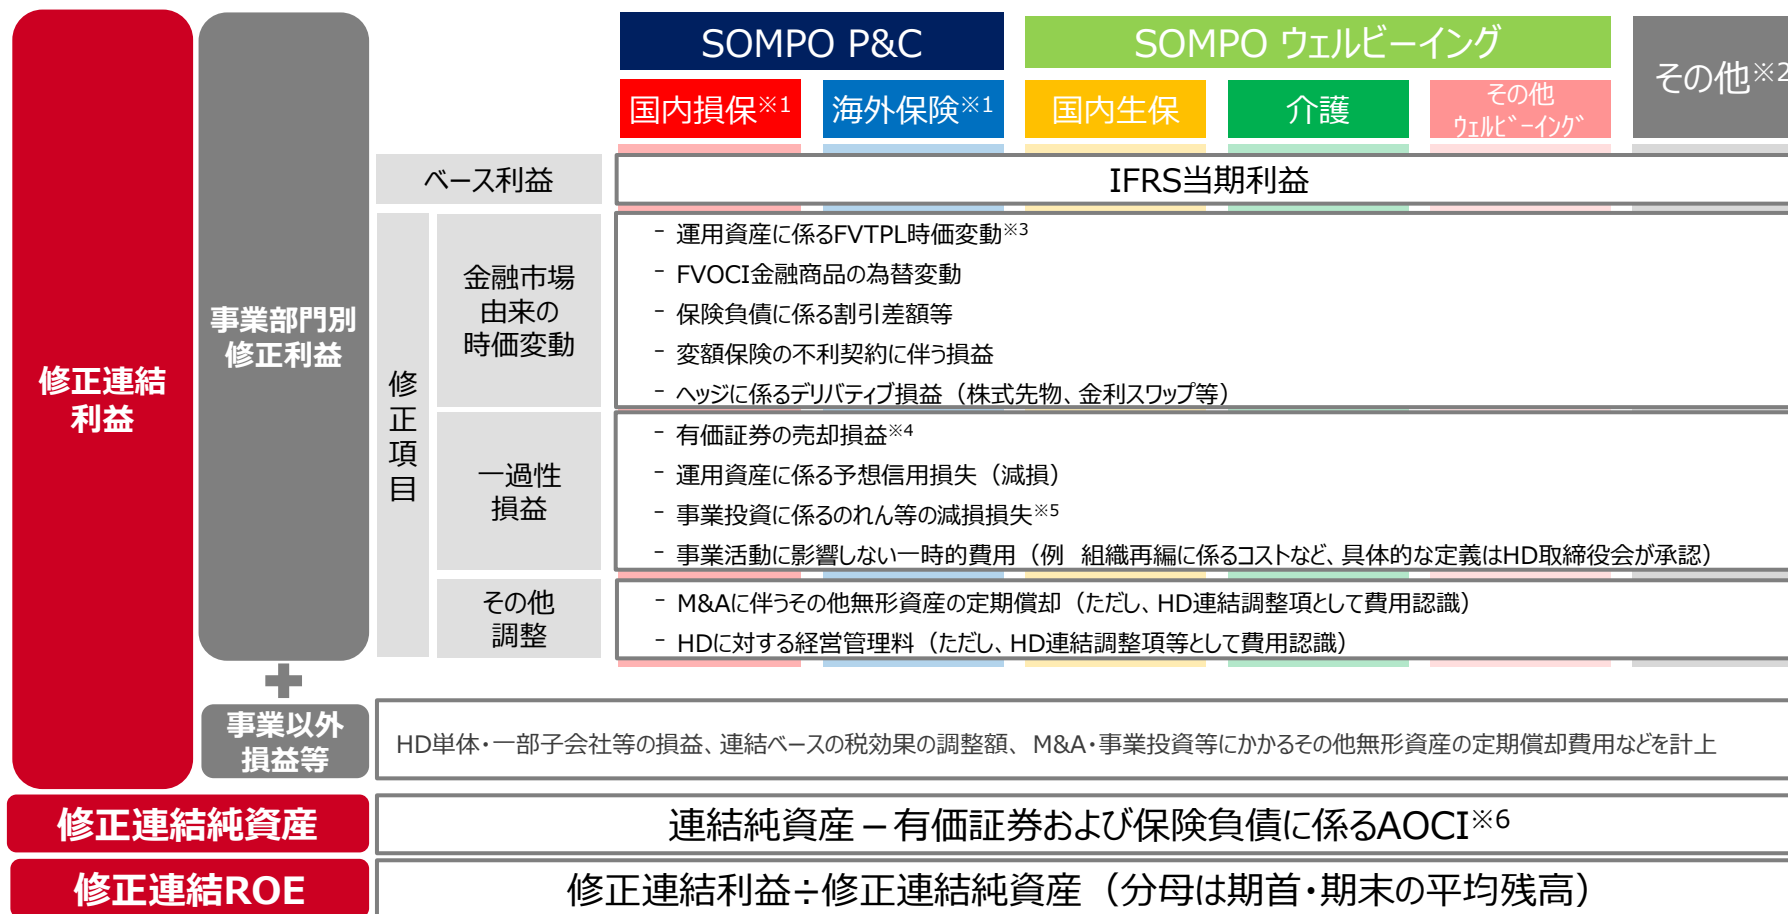 SOMPO P&C
SOMPO ウェルビーイング
その他※2
国内損保※1
海外保険※1
国内生保
介護
その他
ウェルビーイング
修正連結
利益
事業部門別
修正利益
ベース利益
IFRS当期利益
修正項目
金融市場
由来の
時価変動
- 運用資産に係るFVTPL時価変動※3
- FVOCI金融商品の為替変動
- 保険負債に係る割引差額等
- 変額保険の不利契約に伴う損益
- ヘッジに係るデリバティブ損益（株式先物、金利スワップ等）
一過性
損益
- 有価証券の売却損益※4
- 運用資産に係る予想信用損失（減損）
- 事業投資に係るのれん等の減損損失※5
- 事業活動に影響しない一時的費用（例　組織再編に係るコストなど、具体的な定義はHD取締役会が承認）
その他
調整
- M&Aに伴うその他無形資産の定期償却（ただし、HD連結調整項として費用認識）
- HDに対する経営管理料（ただし、HD連結調整項等として費用認識）
+
事業以外
損益等
HD単体・一部子会社等の損益、連結ベースの税効果の調整額、M&A・事業投資等にかかるその他無形資産の定期償却費用などを計上
修正連結純資産
連結純資産－有価証券および保険負債に係るAOCI※6
修正連結ROE
修正連結利益÷修正連結純資産（分母は期首・期末の平均残高）